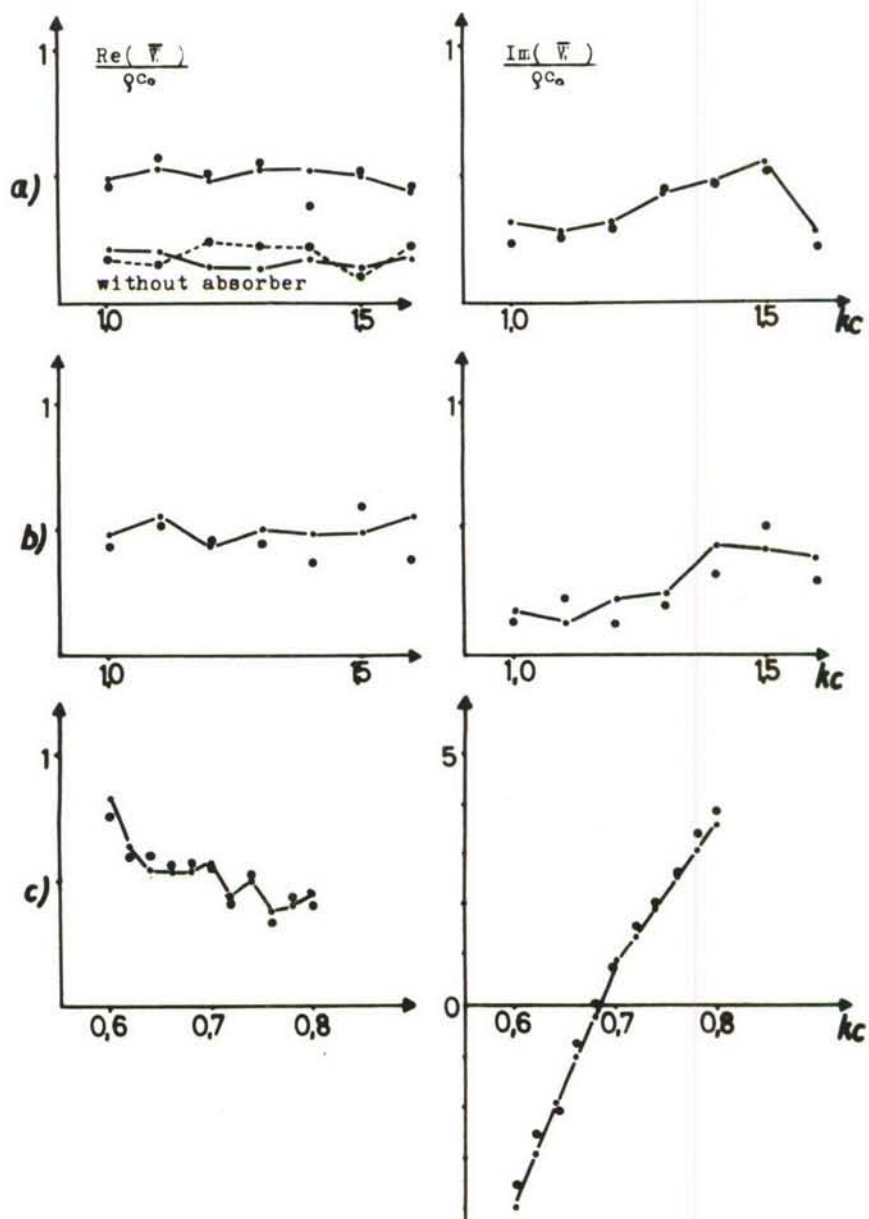 1
Re( V̅ )
ϱc₀
1
Im( V̅ )
ϱc₀
a)
without absorber
1,0
1,5
1,0
1,5
kc
1
1
b)
1,0
1,5
1,0
1,5
kc
1
5
c)
0
0,6
0,7
0,8
0,6
0,7
0,8
kc